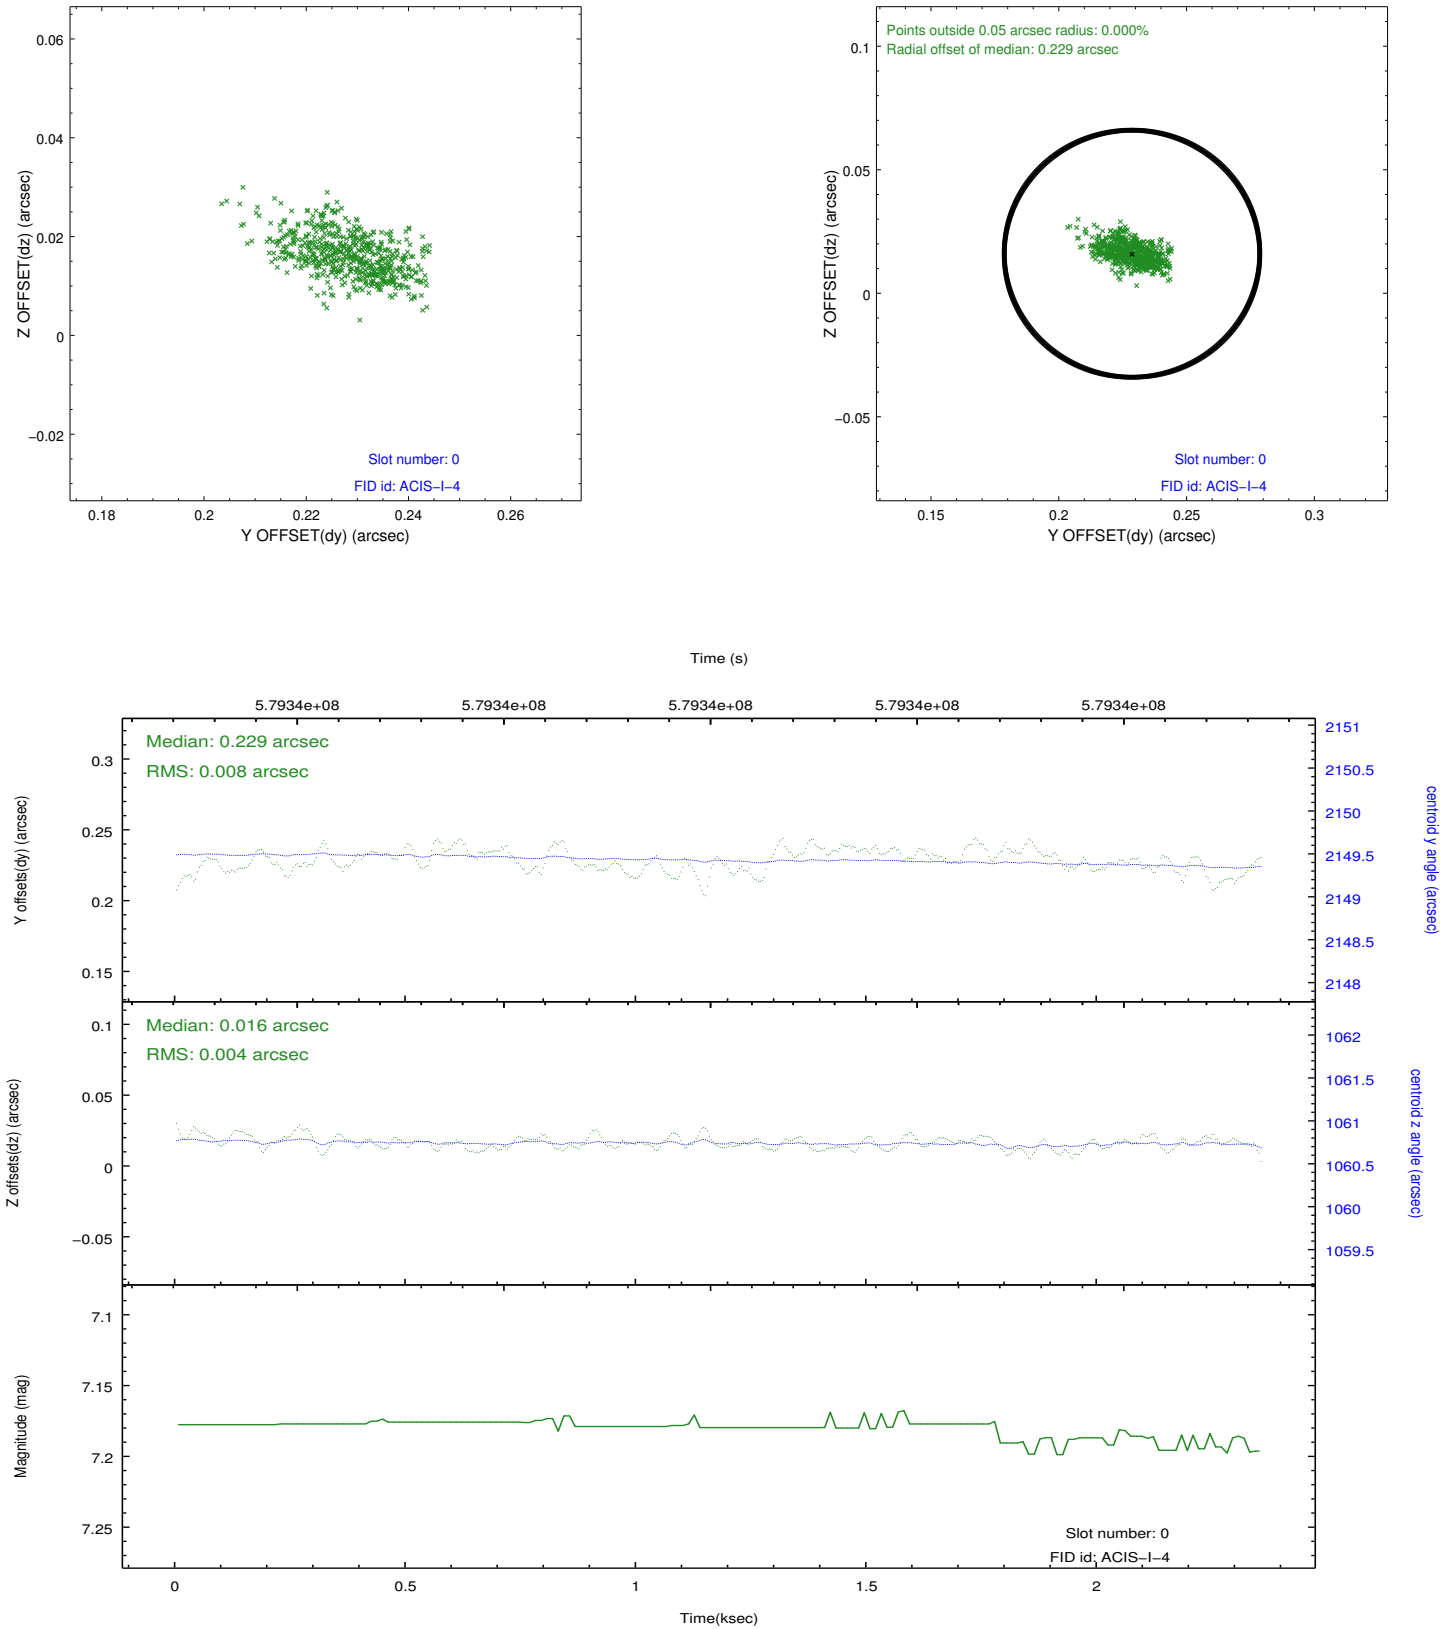 0.06
0.04
0.02
0
−0.02
Z OFFSET(dz) (arcsec)
Slot number: 0
FID id: ACIS−I−4
0.18
0.2
0.22
0.24
0.26
Y OFFSET(dy) (arcsec)
Points outside 0.05 arcsec radius: 0.000%
Radial offset of median: 0.229 arcsec
0.1
0.05
0
−0.05
Z OFFSET(dz) (arcsec)
Slot number: 0
FID id: ACIS−I−4
0.15
0.2
0.25
0.3
Y OFFSET(dy) (arcsec)
Time (s)
5.7934e+08
5.7934e+08
5.7934e+08
5.7934e+08
5.7934e+08
Median: 0.229 arcsec
RMS: 0.008 arcsec
0.3
0.25
0.2
0.15
Y offsets(dy) (arcsec)
2151
2150.5
2150
2149.5
2149
2148.5
2148
centroid y angle (arcsec)
Median: 0.016 arcsec
RMS: 0.004 arcsec
0.1
0.05
0
−0.05
Z offsets(dz) (arcsec)
1062
1061.5
1061
1060.5
1060
1059.5
centroid z angle (arcsec)
7.1
7.15
7.2
7.25
Magnitude (mag)
Slot number: 0
FID id: ACIS−I−4
0
0.5
1
1.5
2
Time(ksec)